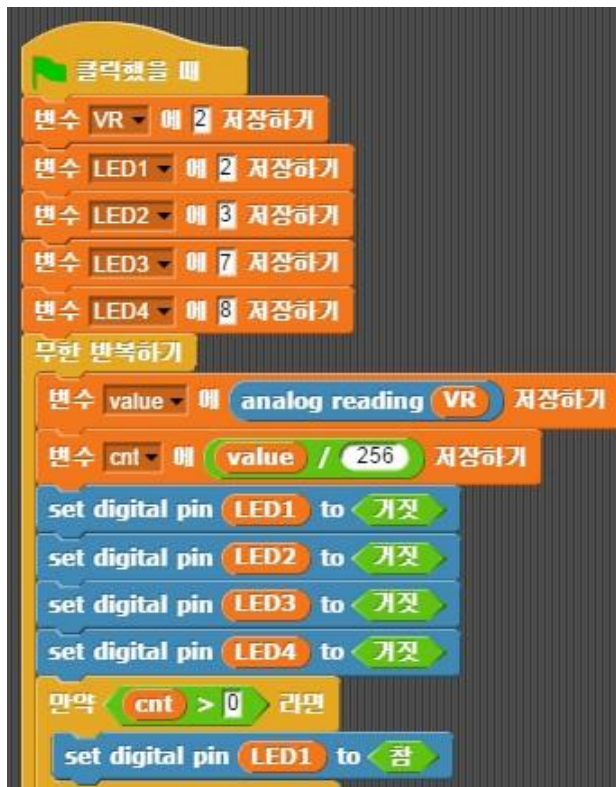 클릭했을 때
변수 VR 에 2 저장하기
변수 LED1 에 2 저장하기
변수 LED2 에 3 저장하기
변수 LED3 에 7 저장하기
변수 LED4 에 8 저장하기
무한 반복하기
변수 value 에 analog reading VR 저장하기
변수 cnt 에 value / 256 저장하기
set digital pin LED1 to 거짓
set digital pin LED2 to 거짓
set digital pin LED3 to 거짓
set digital pin LED4 to 거짓
만약 cnt > 0 라면
set digital pin LED1 to 참